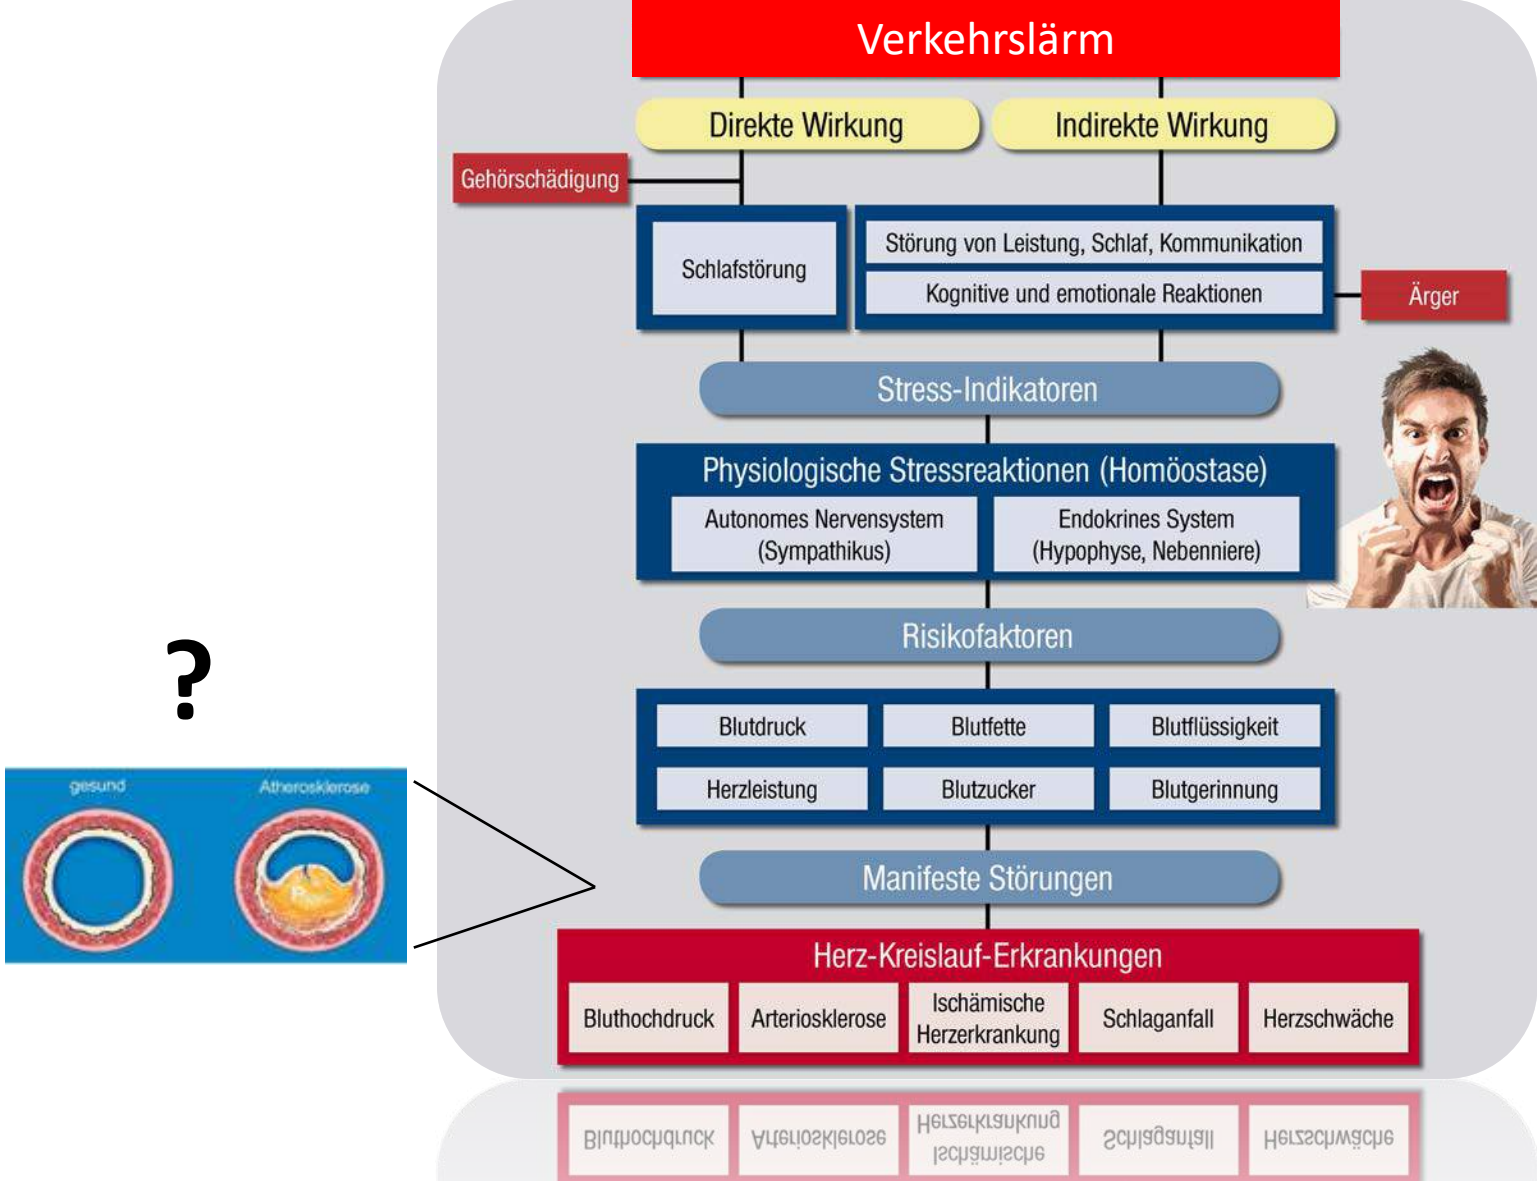 Verkehrslärm
Direkte Wirkung
Indirekte Wirkung
Gehörschädigung
Schlafstörung
Störung von Leistung, Schlaf, Kommunikation
Kognitive und emotionale Reaktionen
Ärger
Stress-Indikatoren
Physiologische Stressreaktionen (Homöostase)
Autonomes Nervensystem
(Sympathikus)
Endokrines System
(Hypophyse, Nebenniere)
Risikofaktoren
?
Blutdruck
Blutfette
Blutflüssigkeit
Herzleistung
Blutzucker
Blutgerinnung
gesund
Atherosklerose
Manifeste Störungen
Herz-Kreislauf-Erkrankungen
Bluthochdruck
Arteriosklerose
Ischämische
Herzerkrankung
Schlaganfall
Herzschwäche